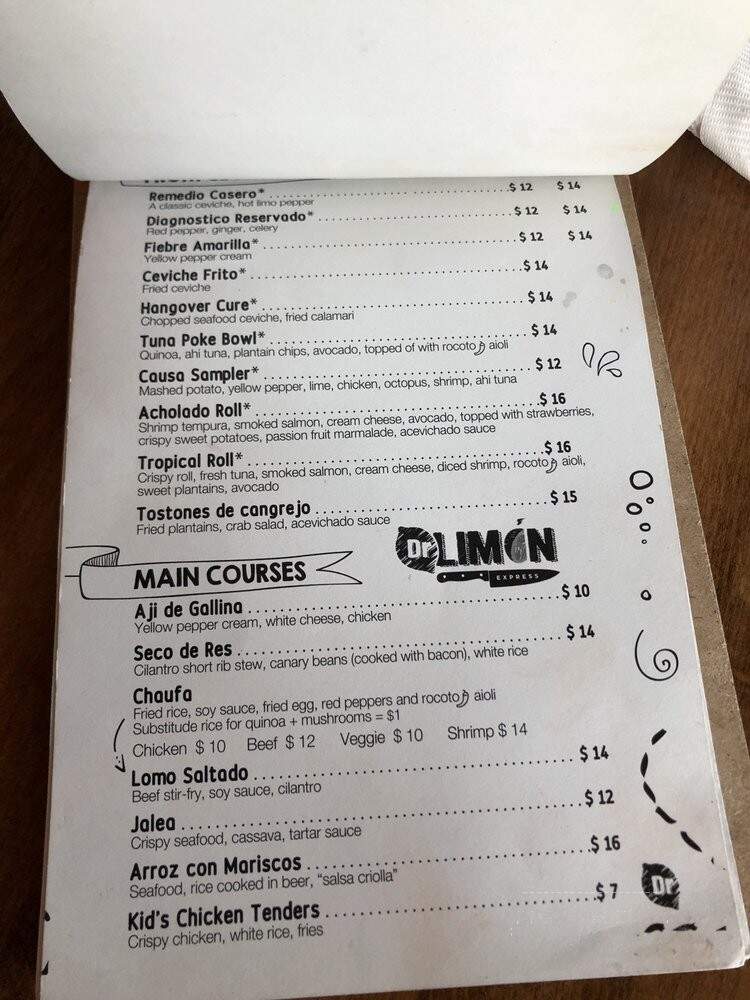 Remedio Casero* $ 12 $ 14
A classic ceviche, hot limo pepper
Diagnostico Reservado* $ 12 $ 14
Red pepper, ginger, celery
Fiebre Amarilla* $ 12 $ 14
Yellow pepper cream
Ceviche Frito* $ 14
Fried ceviche
Hangover Cure* $ 14
Chopped seafood ceviche, fried calamari
Tuna Poke Bowl* $ 14
Quinoa, ahi tuna, plantain chips, avocado, topped of with rocoto aioli
Causa Sampler* $ 12
Mashed potato, yellow pepper, lime, chicken, octopus, shrimp, ahi tuna
Acholado Roll* $ 16
Shrimp tempura, smoked salmon, cream cheese, avocado, topped with strawberries,
crispy sweet potatoes, passion fruit marmalade, acevichado sauce
Tropical Roll* $ 16
Crispy roll, fresh tuna, smoked salmon, cream cheese, diced shrimp, rocoto aioli,
sweet plantains, avocado
Tostones de cangrejo $ 15
Fried plantains, crab salad, acevichado sauce
Dr LIMÓN
EXPRESS
MAIN COURSES
Aji de Gallina $ 10
Yellow pepper cream, white cheese, chicken
Seco de Res $ 14
Cilantro short rib stew, canary beans (cooked with bacon), white rice
Chaufa
Fried rice, soy sauce, fried egg, red peppers and rocoto aioli
Substitude rice for quinoa + mushrooms = $1
Chicken $ 10 Beef $ 12 Veggie $ 10 Shrimp $ 14
Lomo Saltado $ 14
Beef stir-fry, soy sauce, cilantro
Jalea $ 12
Crispy seafood, cassava, tartar sauce
Arroz con Mariscos $ 16
Seafood, rice cooked in beer, "salsa criolla"
Kid's Chicken Tenders $ 7
Crispy chicken, white rice, fries
Dr